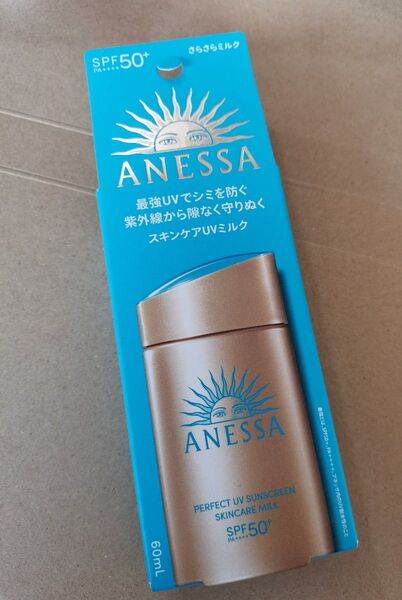 SPF50+
PA++++
さらさらミルク
ANESSA
最強UVでシミを防ぐ
紫外線から隙なく守りぬく
スキンケアUVミルク
ANESSA
PERFECT UV SUNSCREEN
SKINCARE MILK
SPF50+
PA++++
60mL